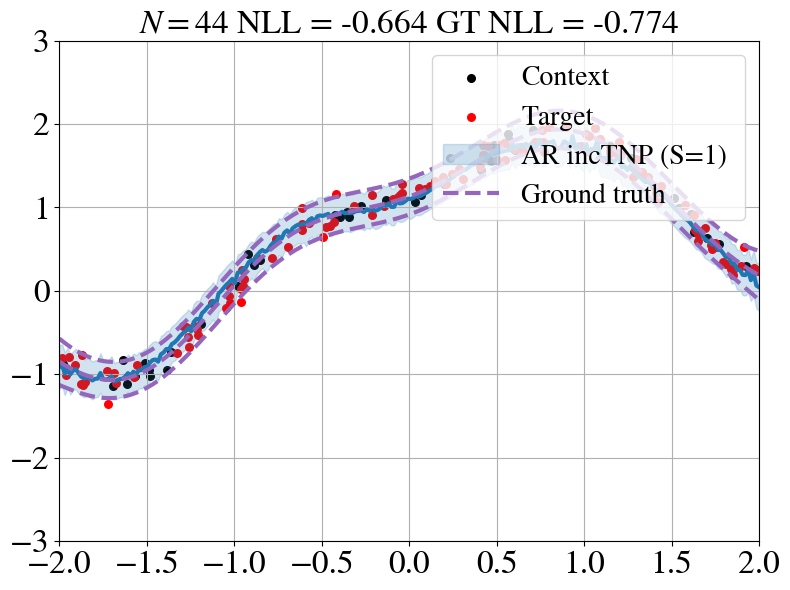 N = 44 NLL = -0.664 GT NLL = -0.774
Context
Target
AR incTNP (S=1)
Ground truth
3
2
1
0
−1
−2
−3
−2.0 −1.5 −1.0 −0.5 0.0 0.5 1.0 1.5 2.0